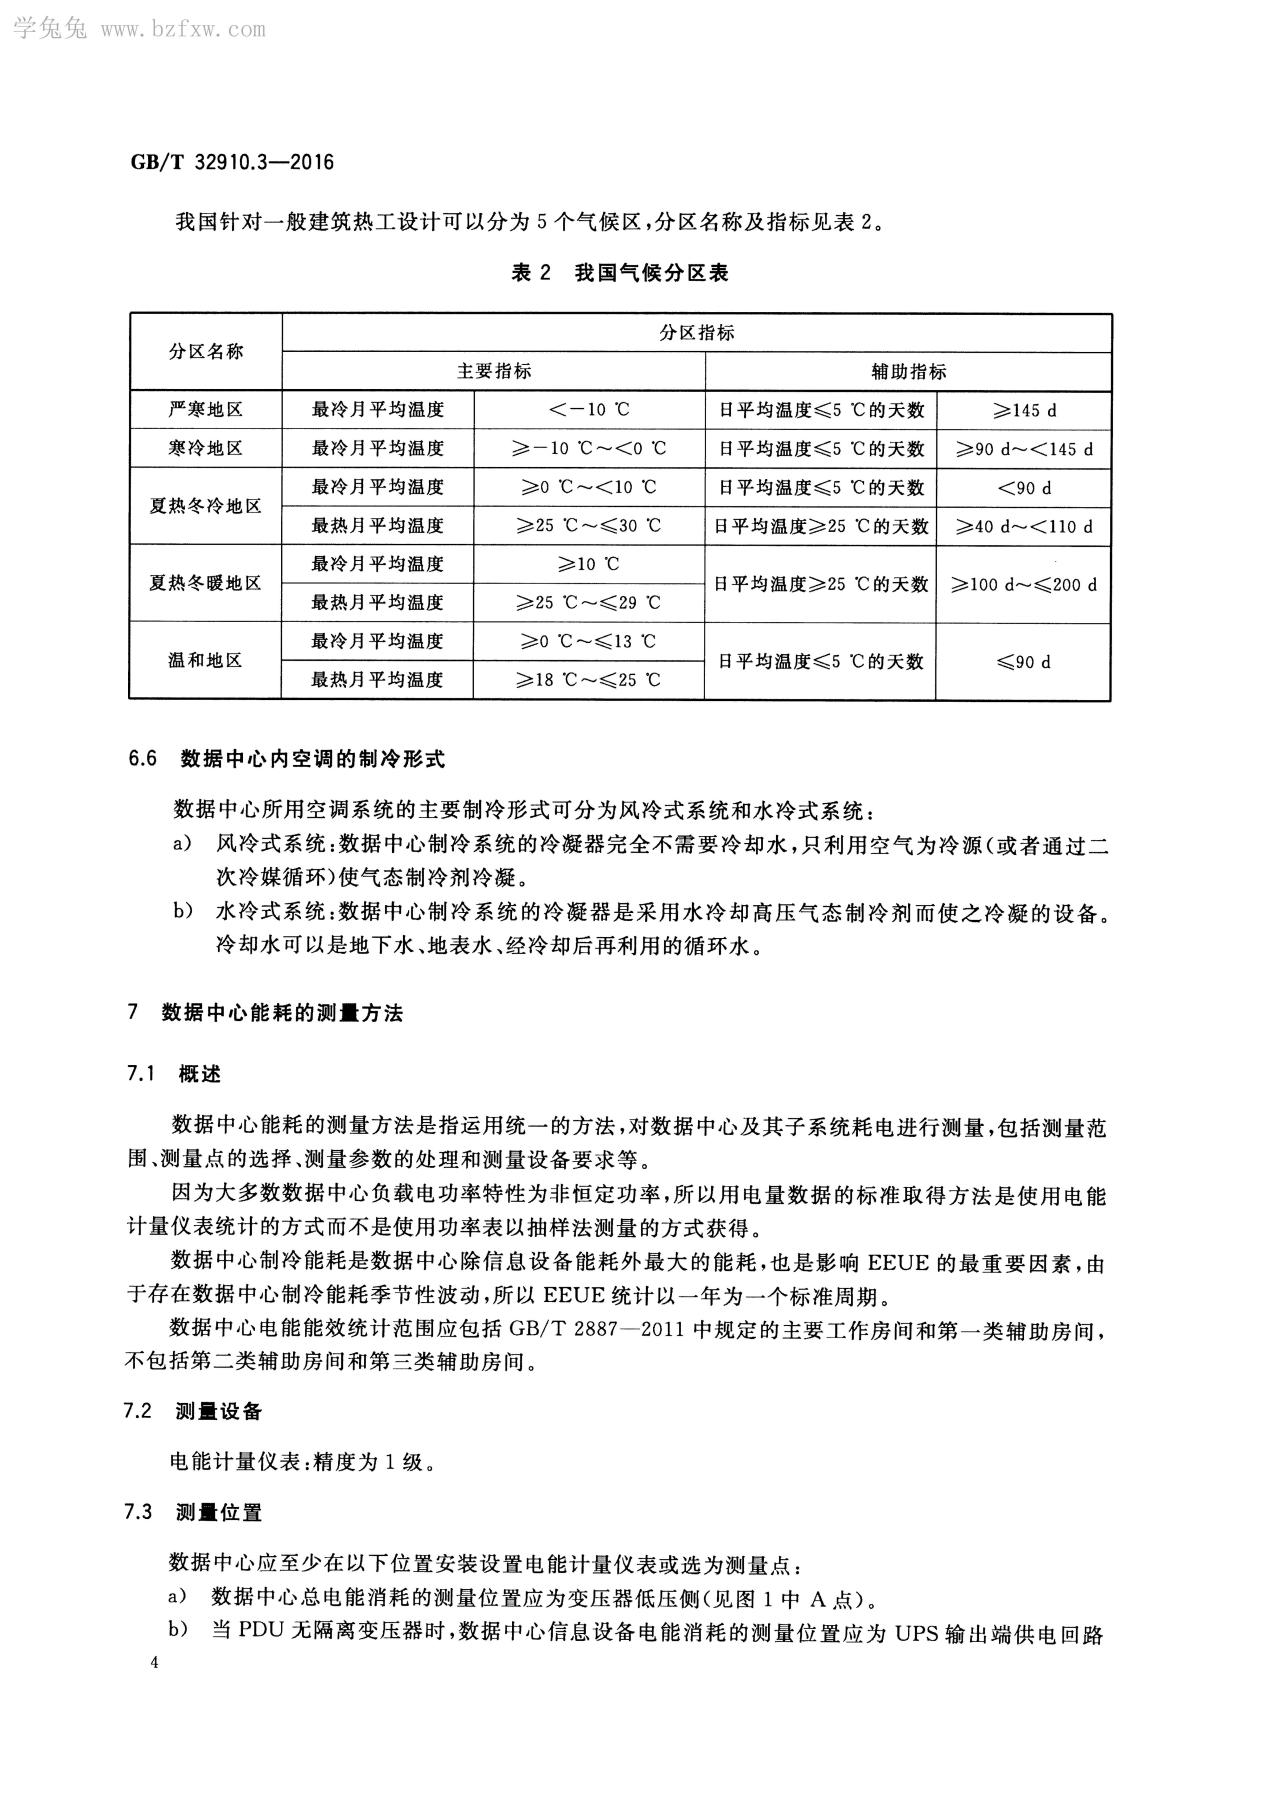 学兔兔 www.bzfxw.com
GB/T 32910.3—2016
我国针对一般建筑热工设计可以分为 5 个气候区,分区名称及指标见表 2。
表 2 我国气候分区表
分区名称 分区指标
主要指标 辅助指标
严寒地区 最冷月平均温度 <-10 ℃ 日平均温度≤5 ℃的天数 ≥145 d
寒冷地区 最冷月平均温度 ≥-10 ℃~<0 ℃ 日平均温度≤5 ℃的天数 ≥90 d~<145 d
夏热冬冷地区 最冷月平均温度 ≥0 ℃~<10 ℃ 日平均温度≤5 ℃的天数 <90 d
最热月平均温度 ≥25 ℃~≤30 ℃ 日平均温度≥25 ℃的天数 ≥40 d~<110 d
夏热冬暖地区 最冷月平均温度 ≥10 ℃ 日平均温度≥25 ℃的天数 ≥100 d~≤200 d
最热月平均温度 ≥25 ℃~≤29 ℃
温和地区 最冷月平均温度 ≥0 ℃~≤13 ℃ 日平均温度≤5 ℃的天数 ≤90 d
最热月平均温度 ≥18 ℃~≤25 ℃
6.6 数据中心内空调的制冷形式
数据中心所用空调系统的主要制冷形式可分为风冷式系统和水冷式系统:
a) 风冷式系统:数据中心制冷系统的冷凝器完全不需要冷却水,只利用空气为冷源(或者通过二
次冷媒循环)使气态制冷剂冷凝。
b) 水冷式系统:数据中心制冷系统的冷凝器是采用水冷却高压气态制冷剂而使之冷凝的设备。
冷却水可以是地下水、地表水、经冷却后再利用的循环水。
7 数据中心能耗的测量方法
7.1 概述
数据中心能耗的测量方法是指运用统一的方法,对数据中心及其子系统耗电进行测量,包括测量范
围、测量点的选择、测量参数的处理和测量设备要求等。
因为大多数数据中心负载电功率特性为非恒定功率,所以用电量数据的标准取得方法是使用电能
计量仪表统计的方式而不是使用功率表以抽样法测量的方式获得。
数据中心制冷能耗是数据中心除信息设备能耗外最大的能耗,也是影响 EEUE 的最重要因素,由
于存在数据中心制冷能耗季节性波动,所以 EEUE 统计以一年为一个标准周期。
数据中心电能能效统计范围应包括 GB/T 2887—2011 中规定的主要工作房间和第一类辅助房间,
不包括第二类辅助房间和第三类辅助房间。
7.2 测量设备
电能计量仪表:精度为 1 级。
7.3 测量位置
数据中心应至少在以下位置安装设置电能计量仪表或选为测量点:
a) 数据中心总电能消耗的测量位置应为变压器低压侧(见图 1 中 A 点)。
b) 当 PDU 无隔离变压器时,数据中心信息设备电能消耗的测量位置应为 UPS 输出端供电回路
4